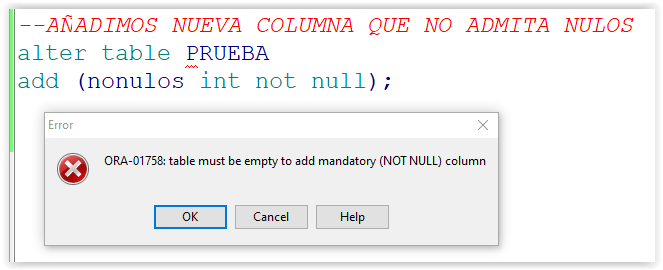 --AÑADIMOS NUEVA COLUMNA QUE NO ADMITA NULOS
alter table PRUEBA
add (nonulos int not null);
Error
ORA-01758: table must be empty to add mandatory (NOT NULL) column
OK Cancel Help